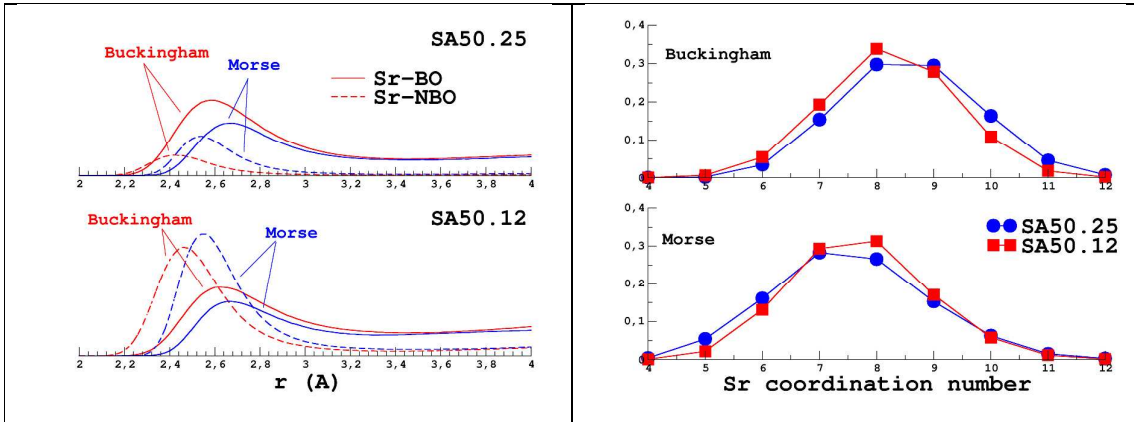 SA50.25
Buckingham
Morse
Sr-BO
Sr-NBO
2 2,2 2,4 2,6 2,8 3 3,2 3,4 3,6 3,8 4
SA50.12
Buckingham
Morse
2 2,2 2,4 2,6 2,8 3 3,2 3,4 3,6 3,8 4
r (A)
0,4
Buckingham
0,3
0,2
0,1
0
4 5 6 7 8 9 10 11 12
0,4
Morse
SA50.25
SA50.12
0,3
0,2
0,1
0
4 5 6 7 8 9 10 11 12
Sr coordination number